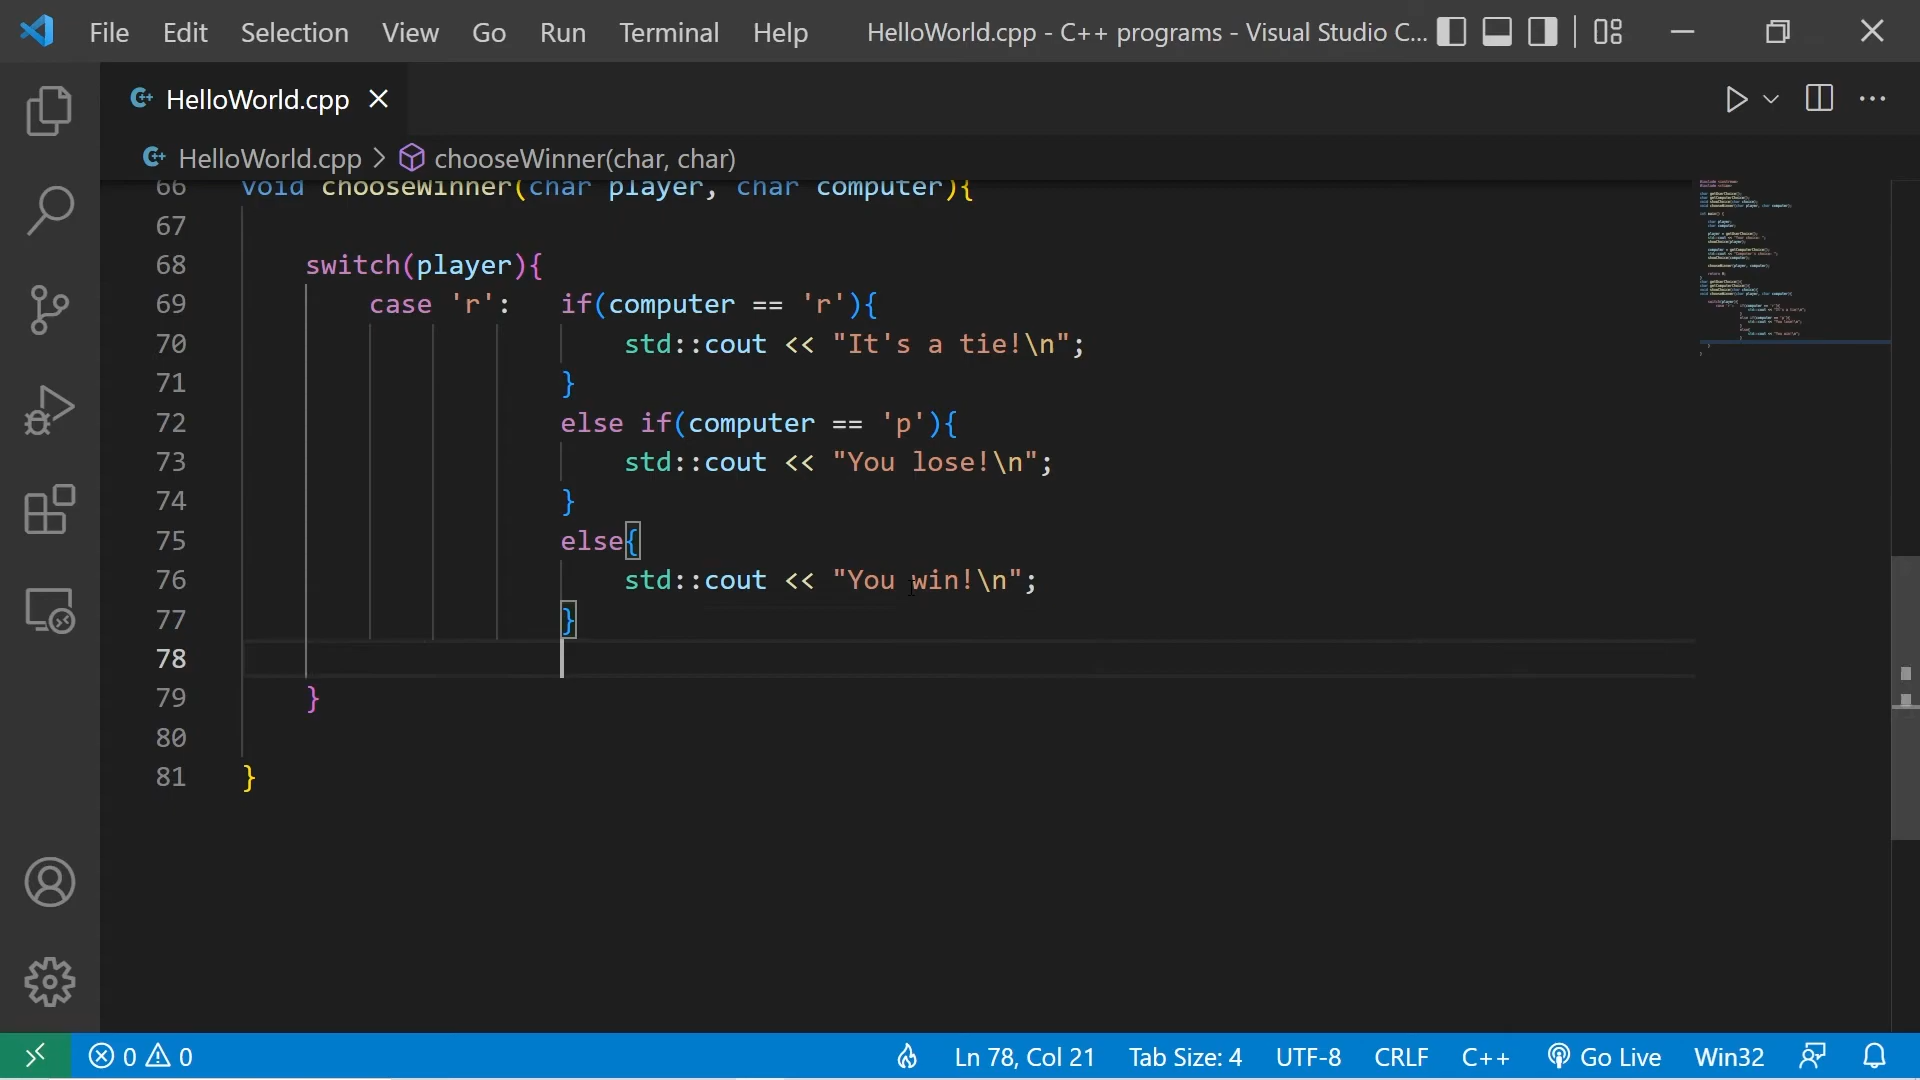 File Edit Selection View Go Run Terminal Help HelloWorld.cpp - C++ programs - Visual Studio C...
HelloWorld.cpp
HelloWorld.cpp > chooseWinner(char, char)
66 void chooseWinner(char player, char computer){
67
68 switch(player){
69 case 'r': if(computer == 'r'){
70 std::cout << "It's a tie!\n";
71 }
72 else if(computer == 'p'){
73 std::cout << "You lose!\n";
74 }
75 else{
76 std::cout << "You win!\n";
77 }
78
79 }
80
81 }
0 0 Ln 78, Col 21 Tab Size: 4 UTF-8 CRLF C++ Go Live Win32